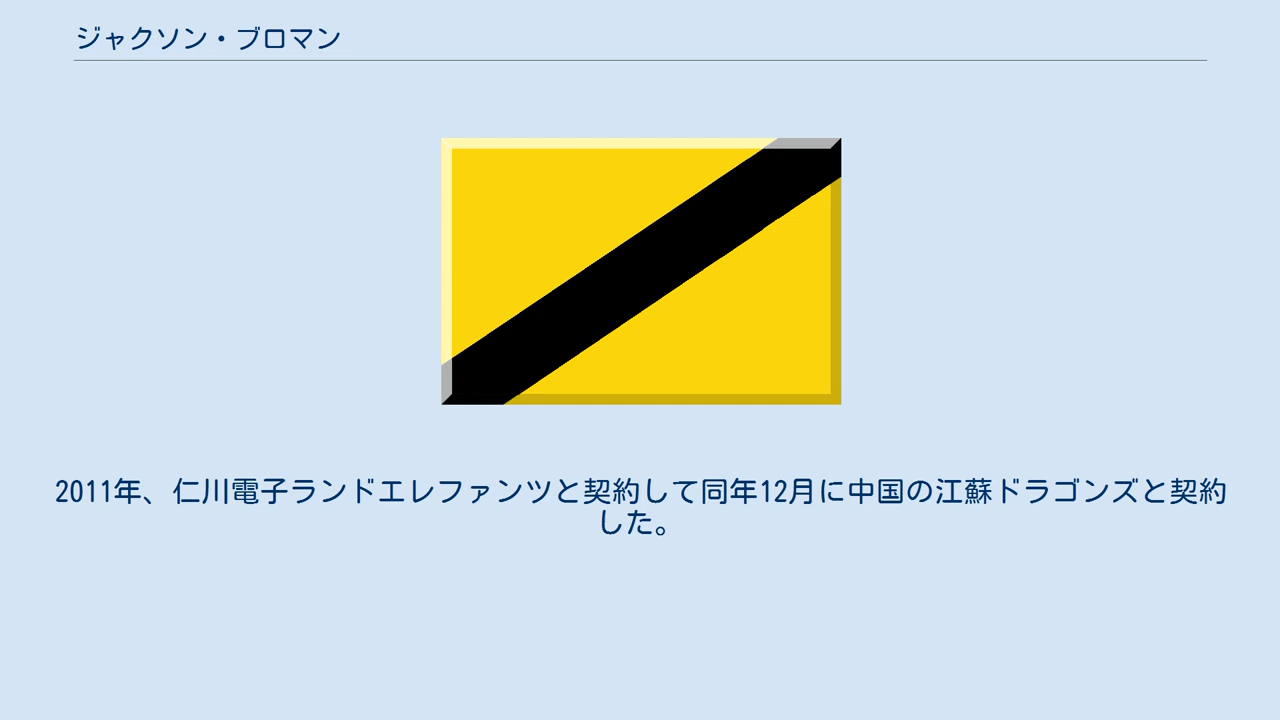 ジャクソン・ブロマン
2011年、仁川電子ランドエレファンツと契約して同年12月に中国の江蘇ドラゴンズと契約
した。